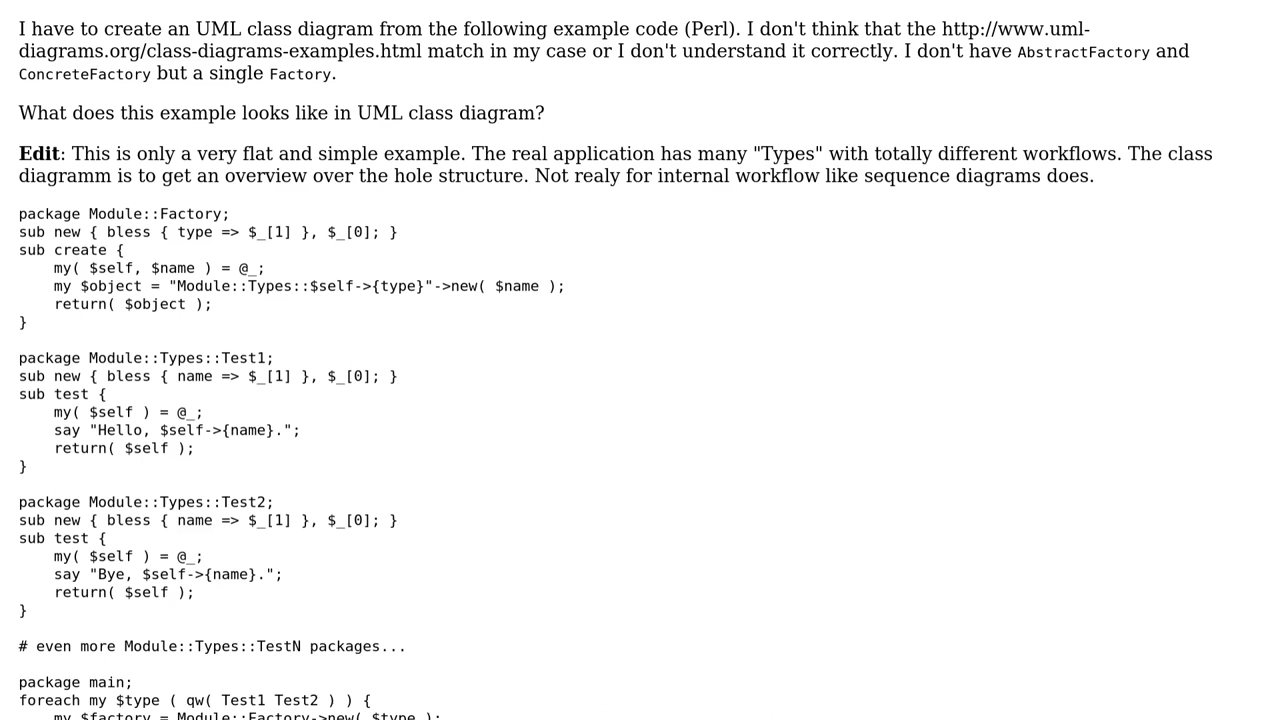 I have to create an UML class diagram from the following example code (Perl). I don't think that the http://www.uml-
diagrams.org/class-diagrams-examples.html match in my case or I don't understand it correctly. I don't have AbstractFactory and
ConcreteFactory but a single Factory.
What does this example looks like in UML class diagram?
Edit: This is only a very flat and simple example. The real application has many "Types" with totally different workflows. The class
diagramm is to get an overview over the hole structure. Not realy for internal workflow like sequence diagrams does.
package Module::Factory;
sub new { bless { type => $_[1] }, $_[0]; }
sub create {
    my( $self, $name ) = @_;
    my $object = "Module::Types::$self->{type}"->new( $name );
    return( $object );
}
package Module::Types::Test1;
sub new { bless { name => $_[1] }, $_[0]; }
sub test {
    my( $self ) = @_;
    say "Hello, $self->{name}.";
    return( $self );
}
package Module::Types::Test2;
sub new { bless { name => $_[1] }, $_[0]; }
sub test {
    my( $self ) = @_;
    say "Bye, $self->{name}.";
    return( $self );
}
# even more Module::Types::TestN packages...
package main;
foreach my $type ( qw( Test1 Test2 ) ) {
    my $factory = Module::Factory->new( $type );